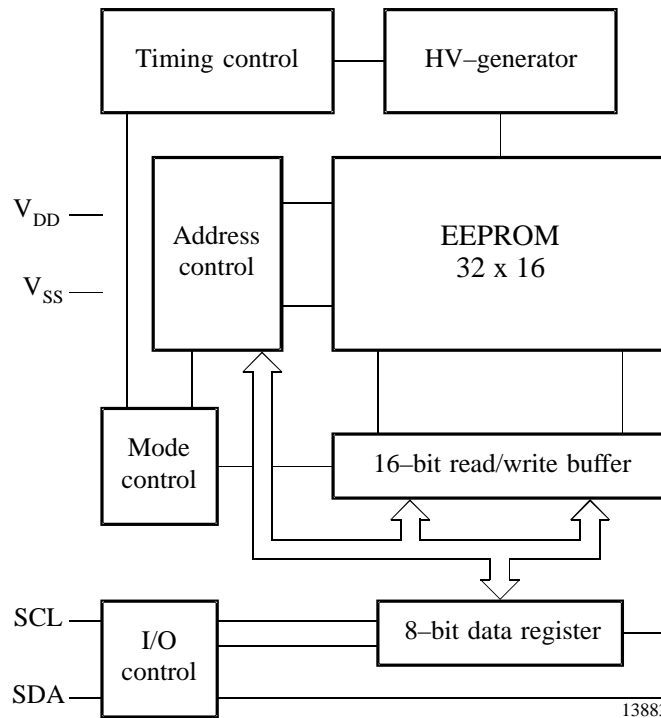 Timing control
HV–generator
V_DD
V_SS
Address
control
EEPROM
32 x 16
Mode
control
16–bit read/write buffer
SCL
SDA
I/O
control
8–bit data register